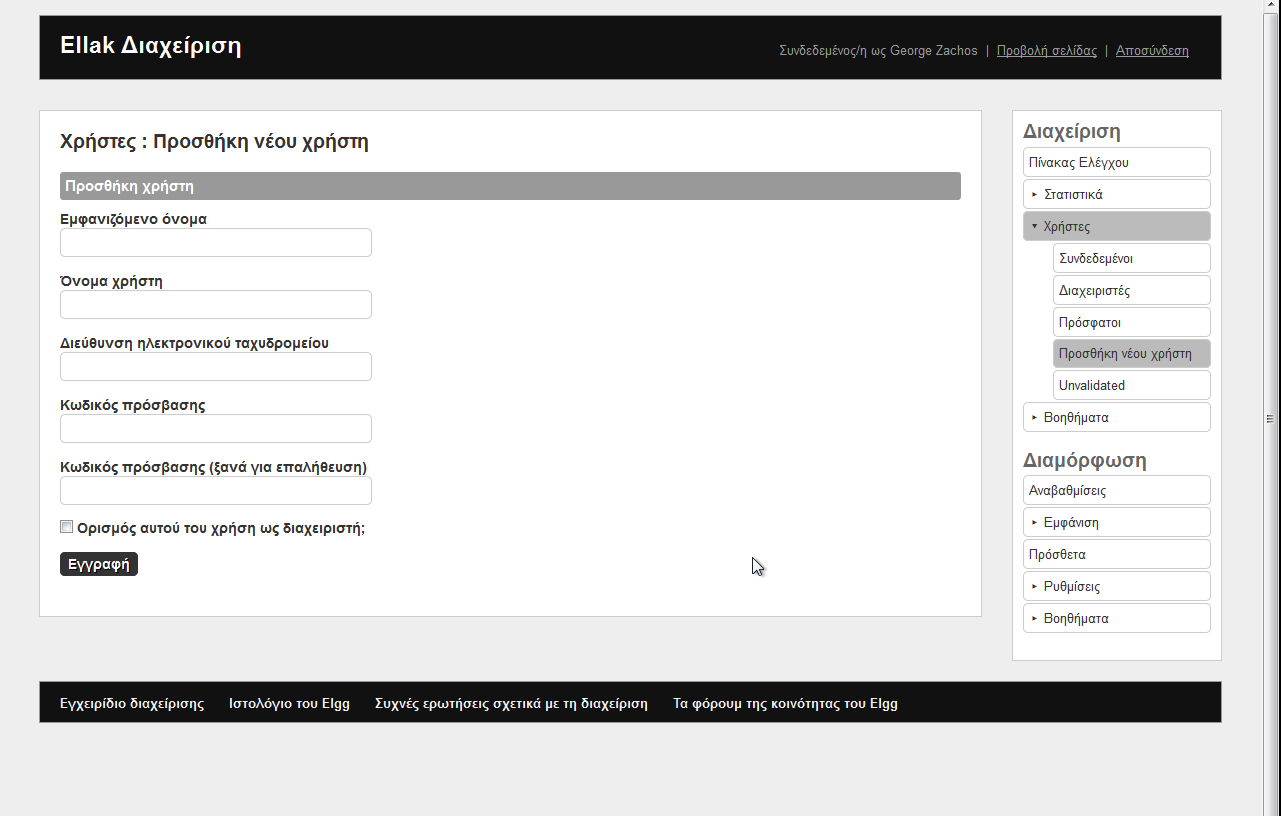 Ellak Διαχείριση
Συνδεδεμένος/η ως George Zachos | Προβολή σελίδας | Αποσύνδεση
Χρήστες : Προσθήκη νέου χρήστη
Προσθήκη χρήστη
Εμφανιζόμενο όνομα
Όνομα χρήστη
Διεύθυνση ηλεκτρονικού ταχυδρομείου
Κωδικός πρόσβασης
Κωδικός πρόσβασης (ξανά για επαλήθευση)
Ορισμός αυτού του χρήση ως διαχειριστή;
Εγγραφή
Διαχείριση
Πίνακας Ελέγχου
Στατιστικά
Χρήστες
Συνδεδεμένοι
Διαχειριστές
Πρόσφατοι
Προσθήκη νέου χρήστη
Unvalidated
Βοηθήματα
Διαμόρφωση
Αναβαθμίσεις
Εμφάνιση
Πρόσθετα
Ρυθμίσεις
Βοηθήματα
Εγχειρίδιο διαχείρισης Ιστολόγιο του Elgg Συχνές ερωτήσεις σχετικά με τη διαχείριση Τα φόρουμ της κοινότητας του Elgg